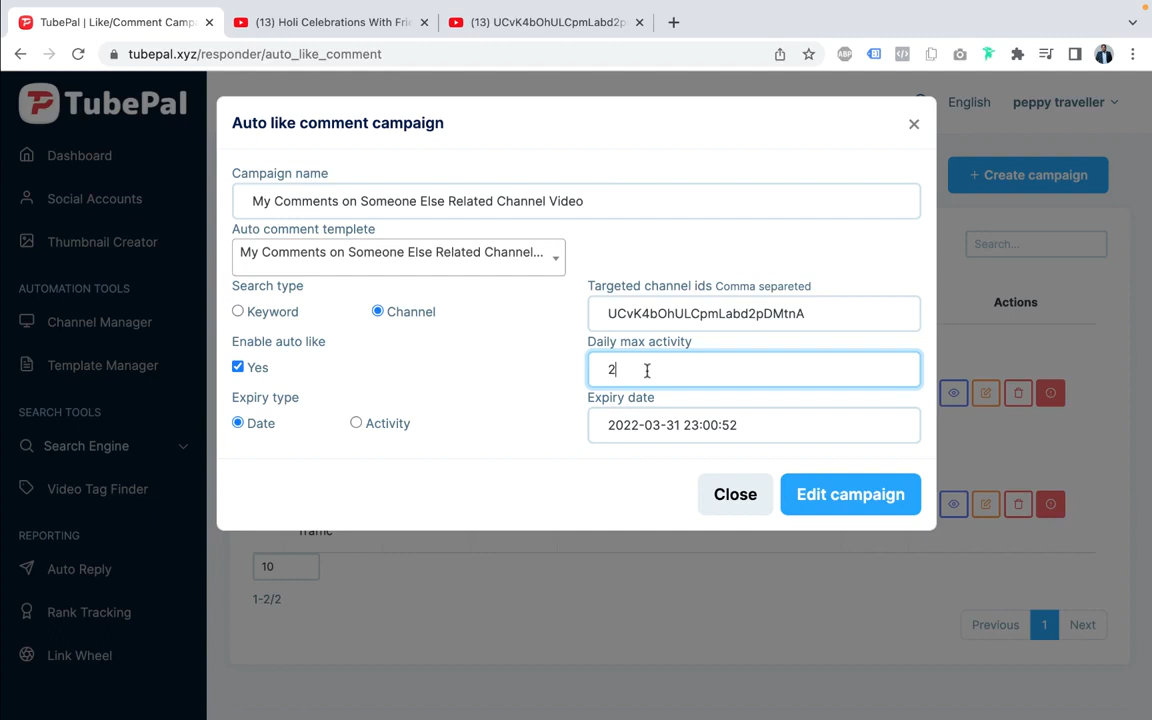 TubePal | Like/Comment Camp
(13) Holi Celebrations With Frie
(13) UCvK4bOhULCpmLabd2p
tubepal.xyz/responder/auto_like_comment
ABP
TubePal
English
peppy traveller
Dashboard
Social Accounts
Thumbnail Creator
AUTOMATION TOOLS
Channel Manager
Template Manager
SEARCH TOOLS
Search Engine
Video Tag Finder
REPORTING
Auto Reply
Rank Tracking
Link Wheel
+ Create campaign
Search...
Actions
Auto like comment campaign
Campaign name
My Comments on Someone Else Related Channel Video
Auto comment templete
My Comments on Someone Else Related Channel...
Search type
Keyword
Channel
Targeted channel ids Comma separeted
UCvK4bOhULCpmLabd2pDMtnA
Enable auto like
Yes
Daily max activity
2
Expiry type
Date
Activity
Expiry date
2022-03-31 23:00:52
Close
Edit campaign
Traffic
10
1-2/2
Previous
1
Next